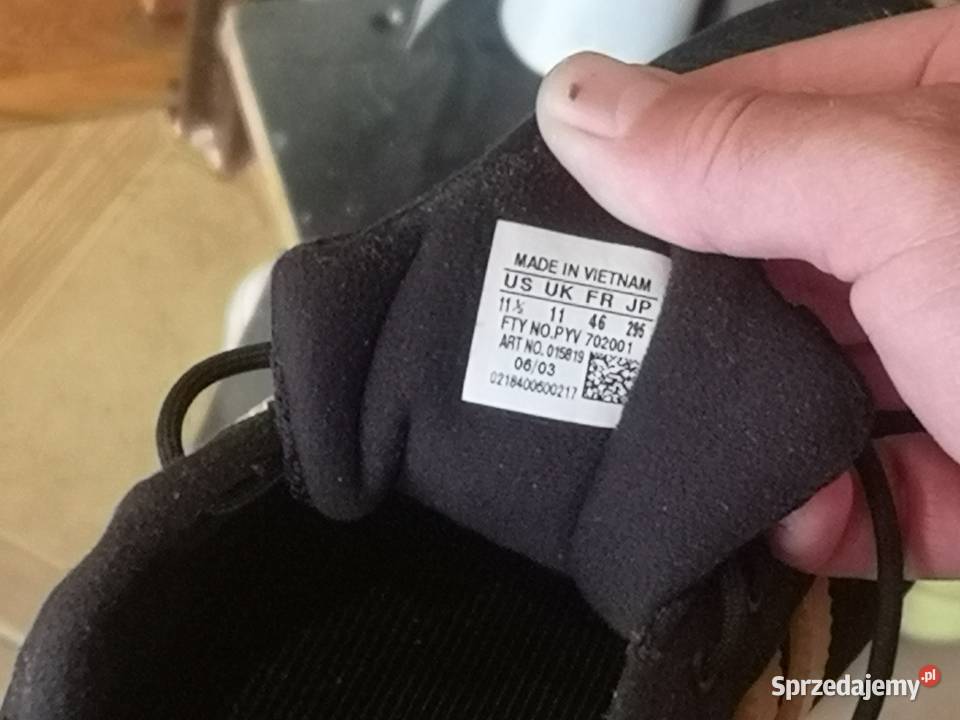 MADE IN VIETNAM
US UK FR JP
11½ 11 46 295
FTY NO.PYV 702001
ART NO. 015819
06/03
0218400600217
Sprzedajemy.pl